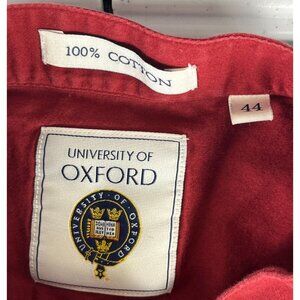 100% COTTON
44
UNIVERSITY OF
OXFORD
UNIVERSITY OF OXFORD